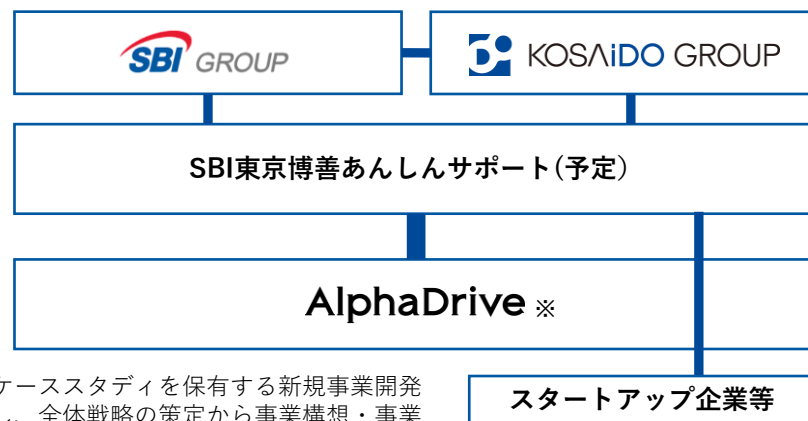 SBI GROUP
KOSAiDO GROUP
SBI東京博善あんしんサポート(予定)
AlphaDrive ※
ケーススタディを保有する新規事業開発
全体戦略の策定から事業構想・事業
スタートアップ企業等